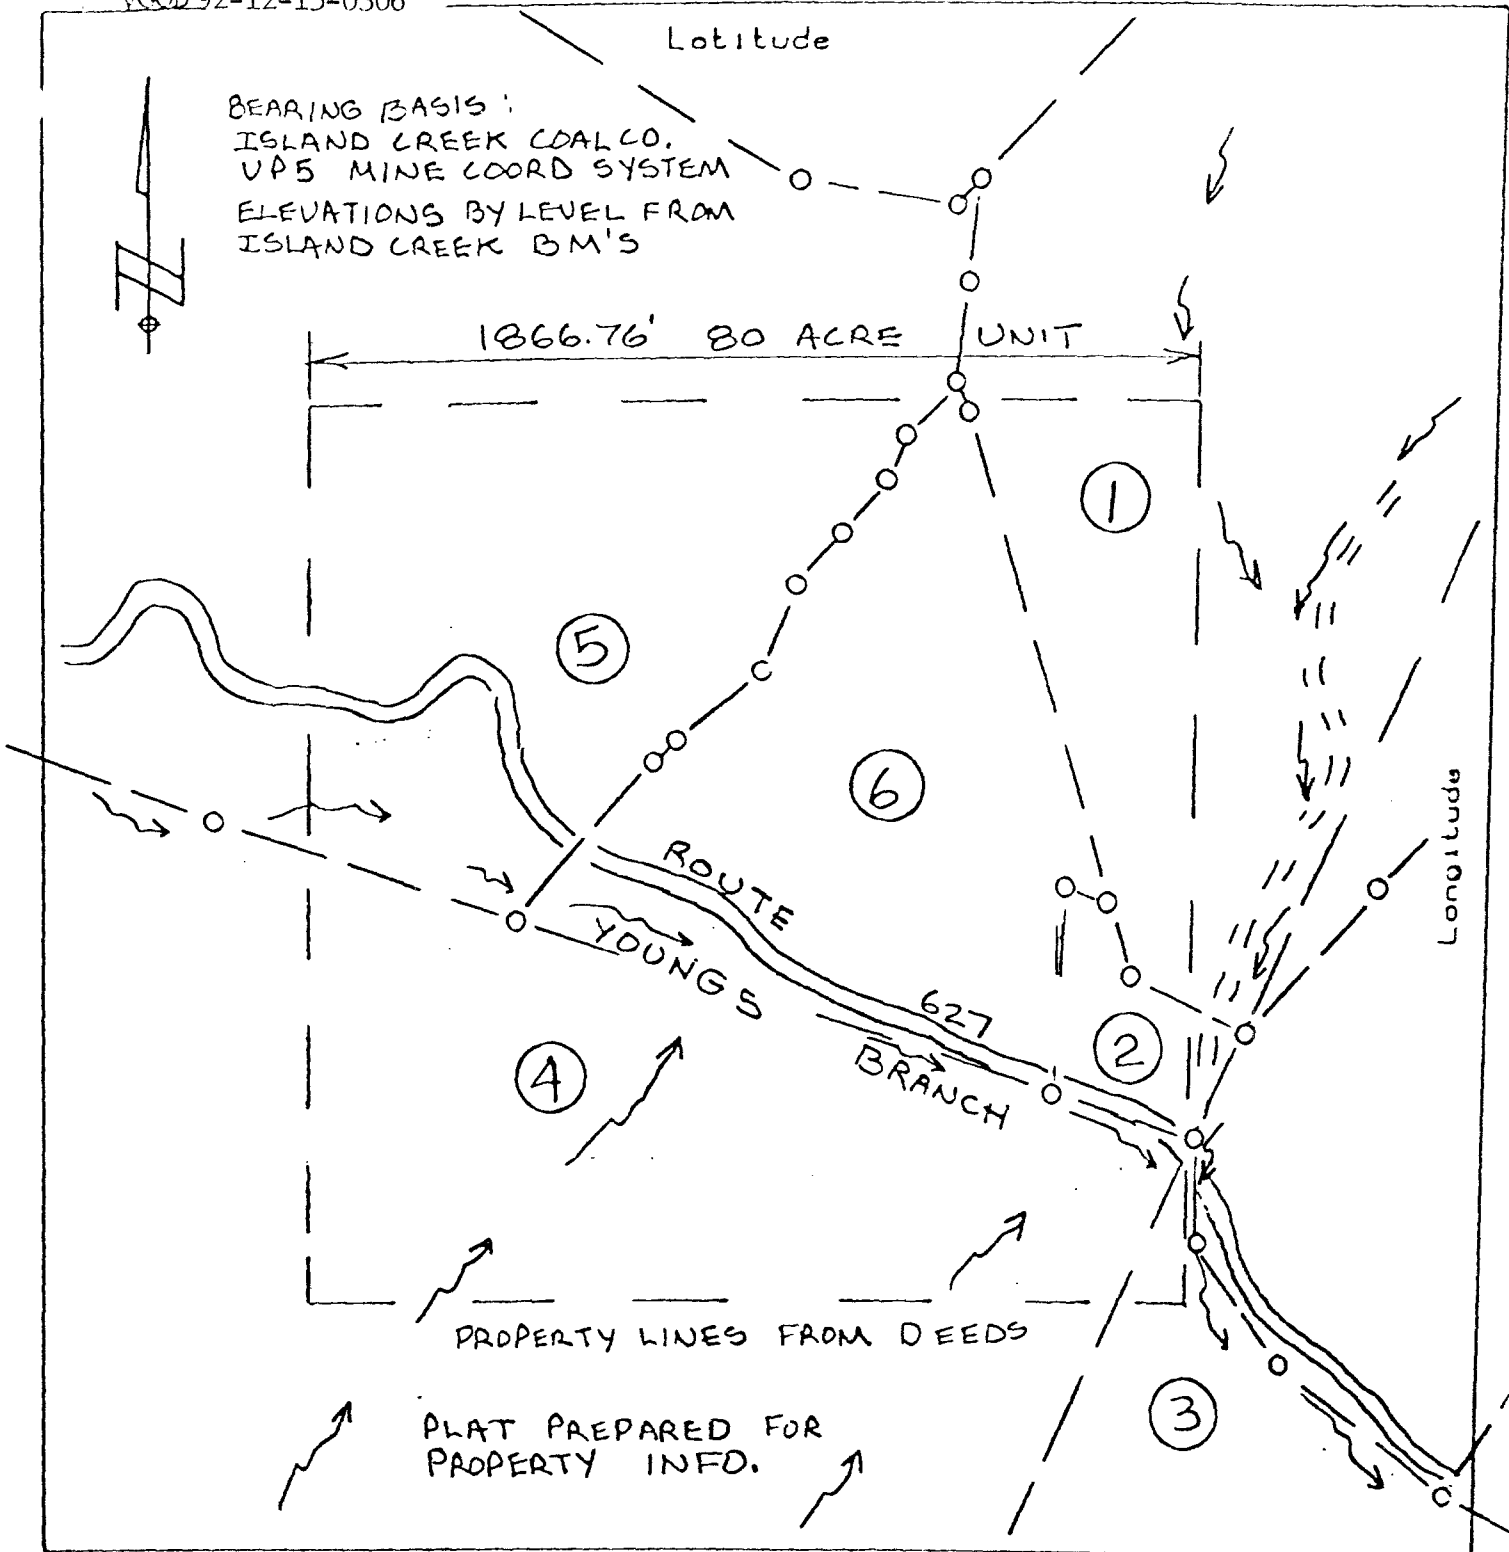 Lotitude
BEARING BASIS:
ISLAND CREEK COAL CO.
VP5 MINE COORD SYSTEM
ELEVATIONS BY LEVEL FROM
ISLAND CREEK BM'S
N
1866.76' 80 ACRE UNIT
1
5
6
Longitude
ROUTE
627
YOUNGS
BRANCH
2
4
PROPERTY LINES FROM DEEDS
3
PLAT PREPARED FOR
PROPERTY INFO.